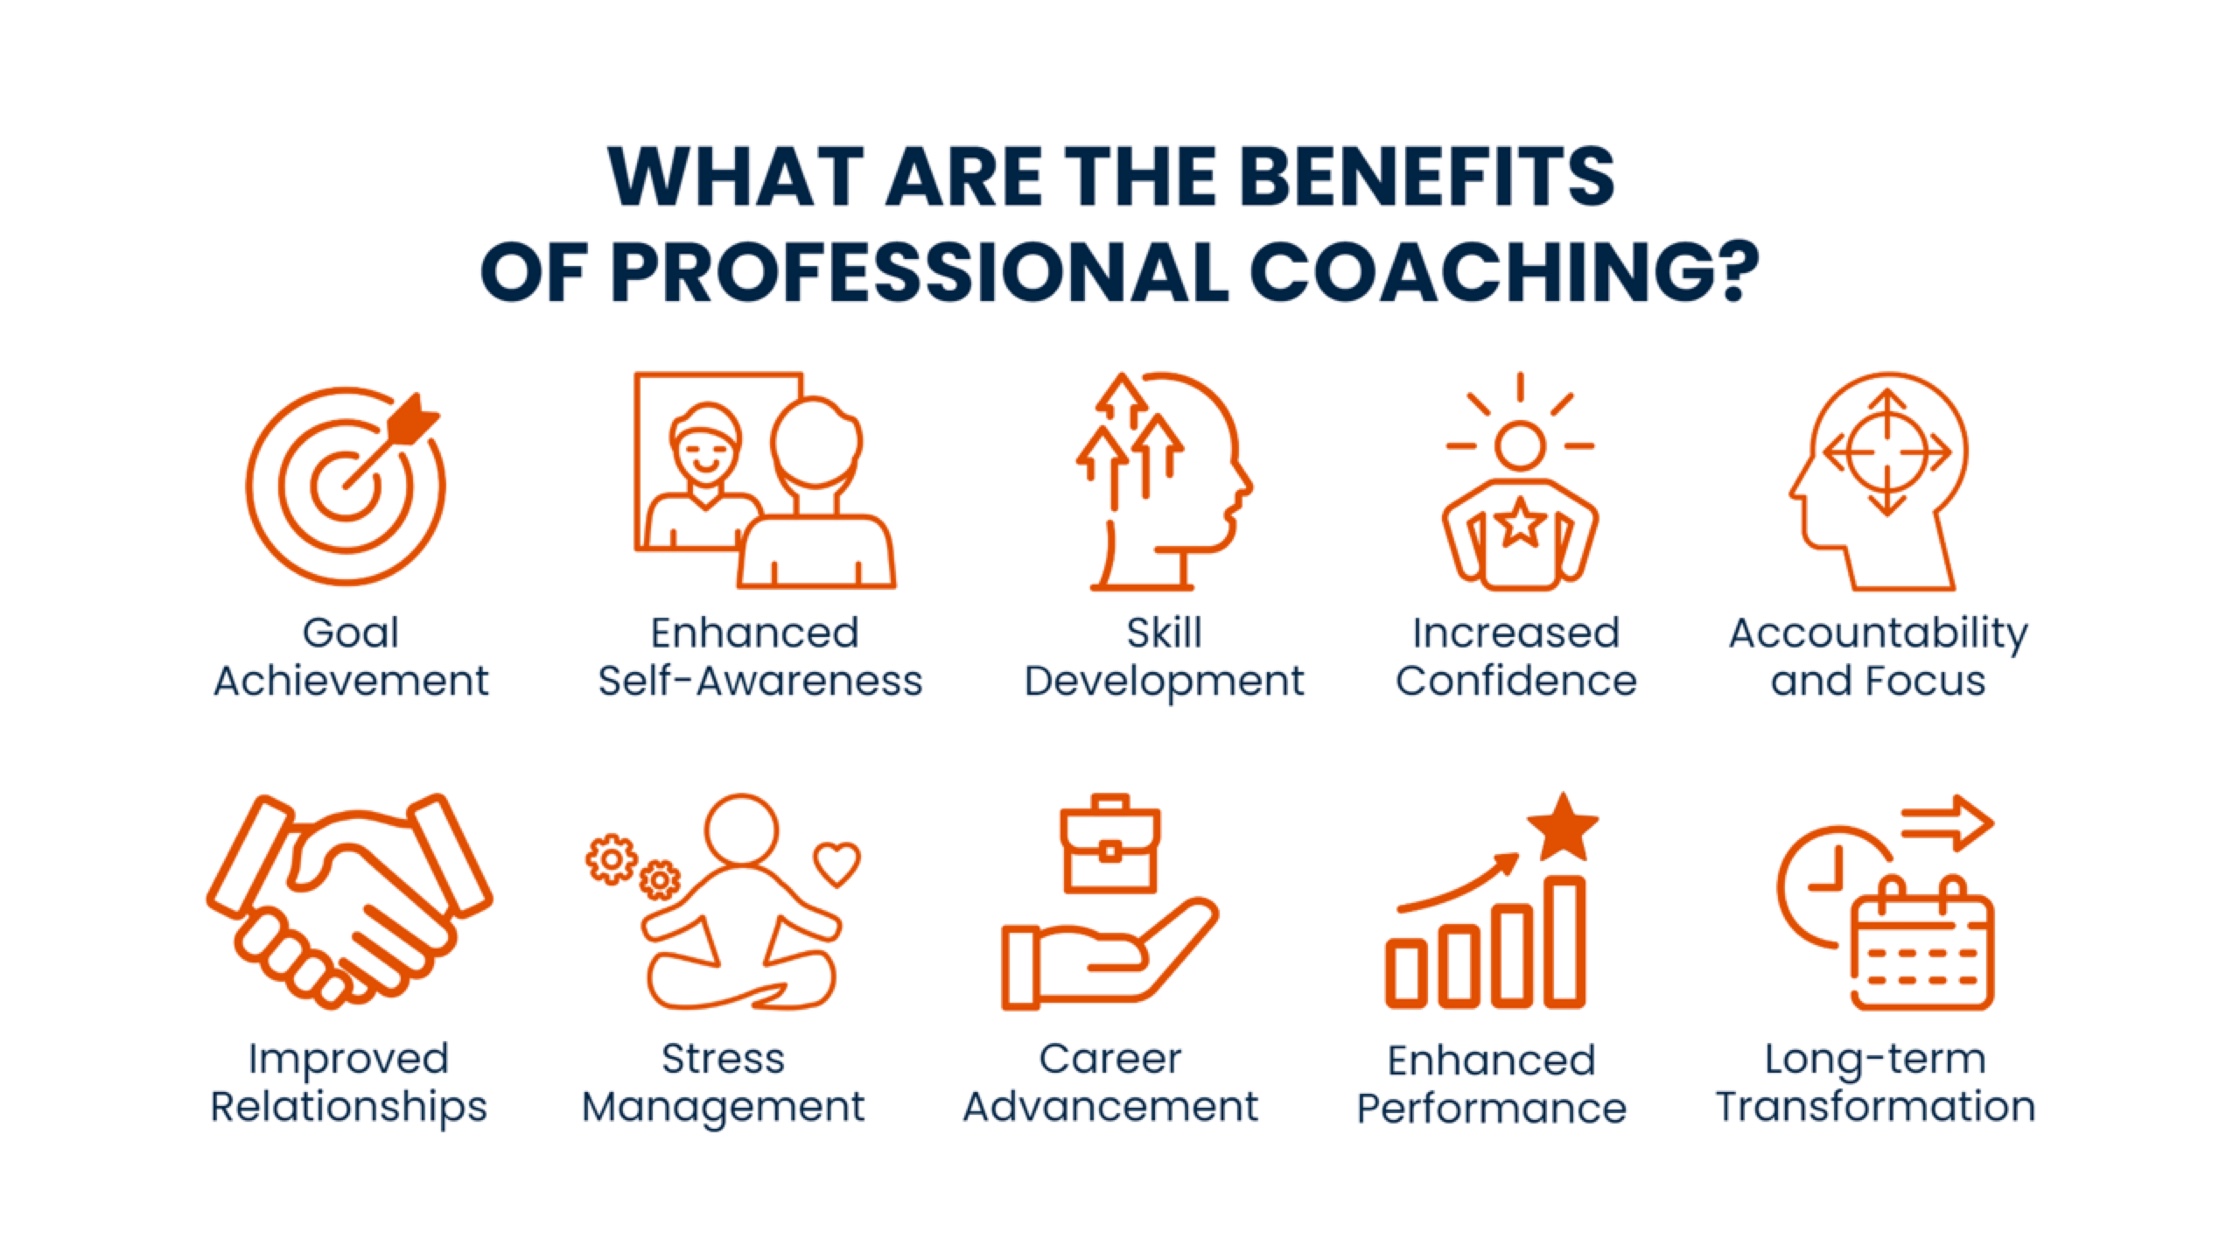 WHAT ARE THE BENEFITS
OF PROFESSIONAL COACHING?
Goal
Achievement
Enhanced
Self-Awareness
Skill
Development
Increased
Confidence
Accountability
and Focus
Improved
Relationships
Stress
Management
Career
Advancement
Enhanced
Performance
Long-term
Transformation